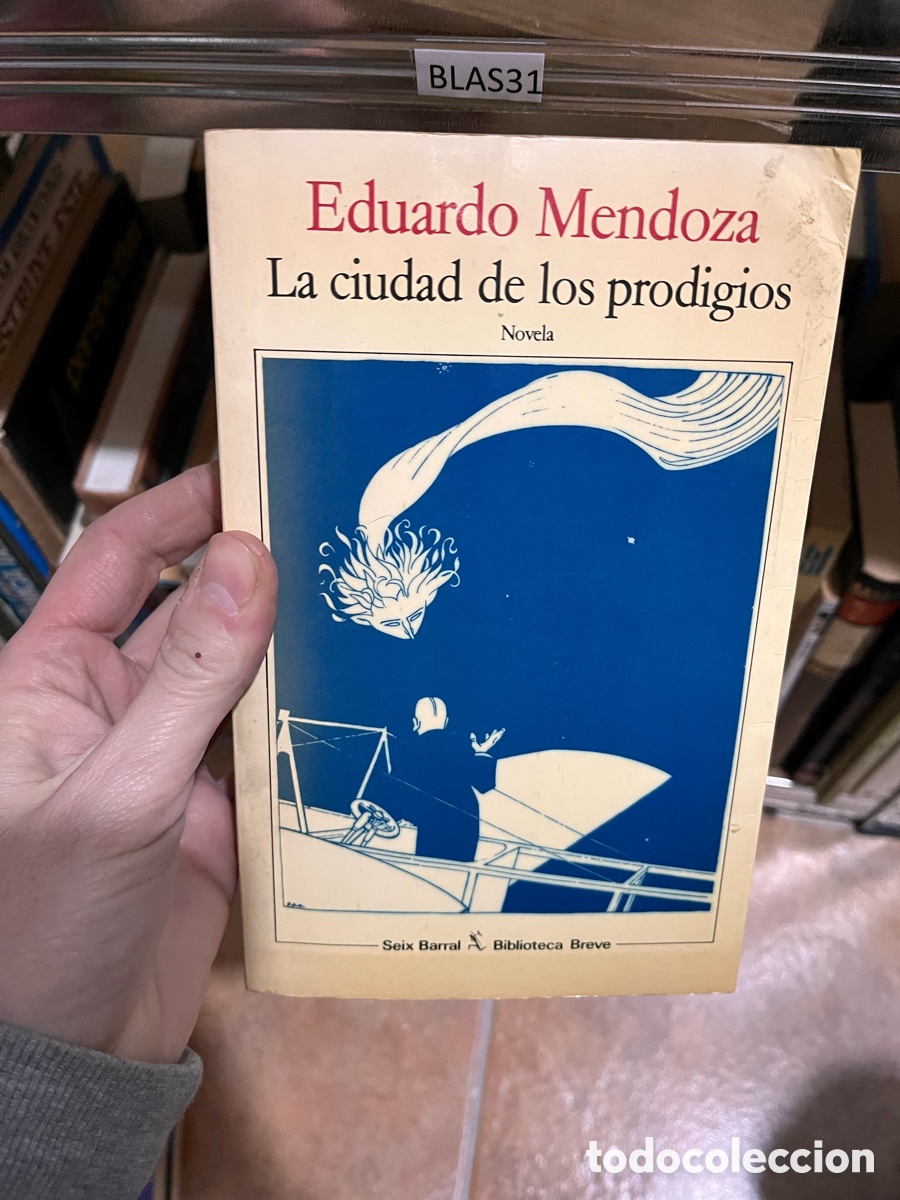 BLAS31
Eduardo Mendoza
La ciudad de los prodigios
Novela
Seix Barral Biblioteca Breve
todocoleccion